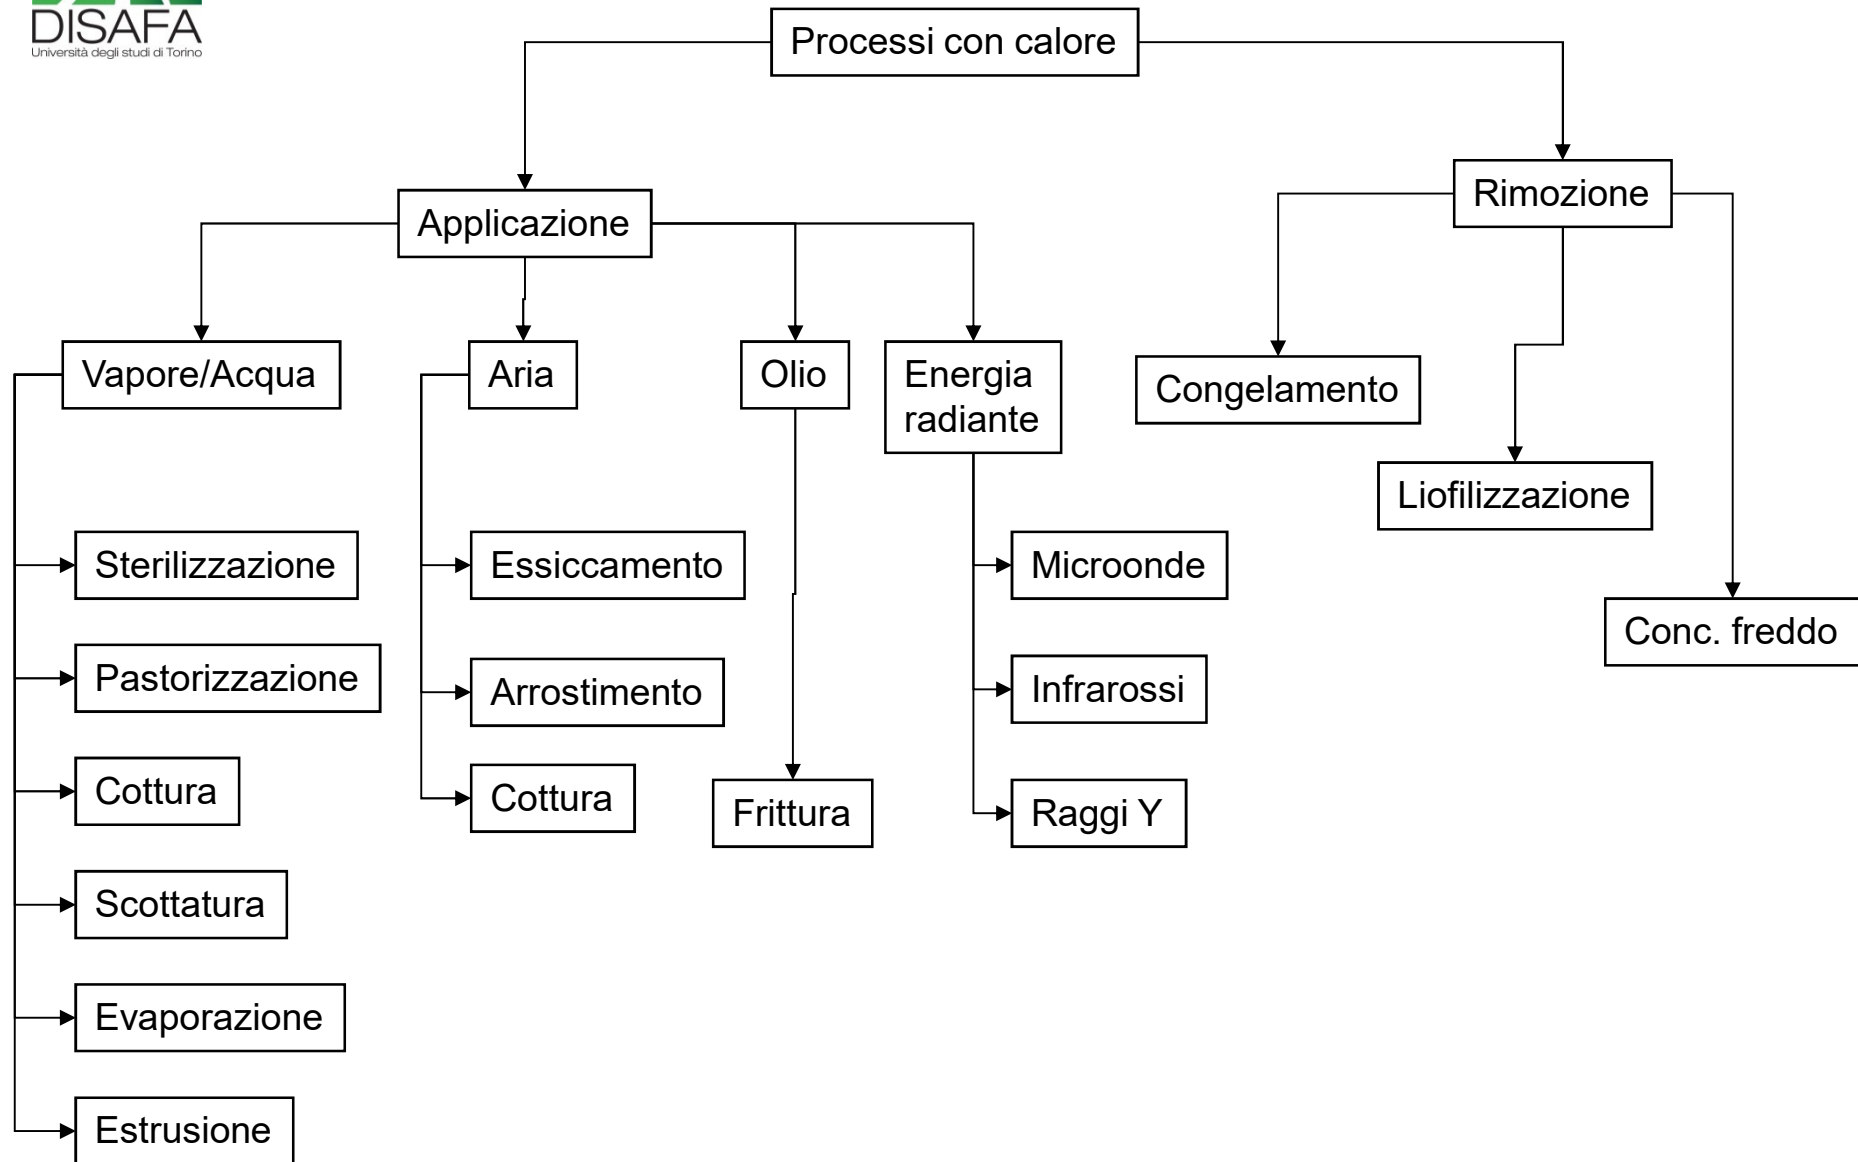 DISAFA
Università degli studi di Torino
Processi con calore
Applicazione
Rimozione
Vapore/Acqua
Aria
Olio
Energia
radiante
Congelamento
Liofilizzazione
Conc. freddo
Sterilizzazione
Pastorizzazione
Cottura
Scottatura
Evaporazione
Estrusione
Essiccamento
Arrostimento
Cottura
Frittura
Microonde
Infrarossi
Raggi Y